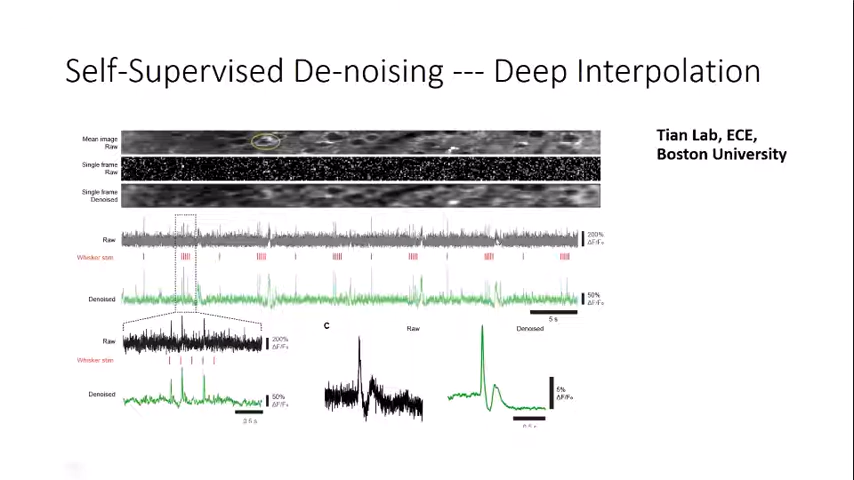 Self-Supervised De-noising --- Deep Interpolation
Tian Lab, ECE,
Boston University
Mean image
Raw
Single frame
Raw
Single frame
Denoised
Raw
200%
ΔF/F₀
Whisker stim
Denoised
50%
ΔF/F₀
5 s
Raw
200%
ΔF/F₀
Whisker stim
Denoised
50%
ΔF/F₀
C
Raw
Denoised
5%
ΔF/F₀